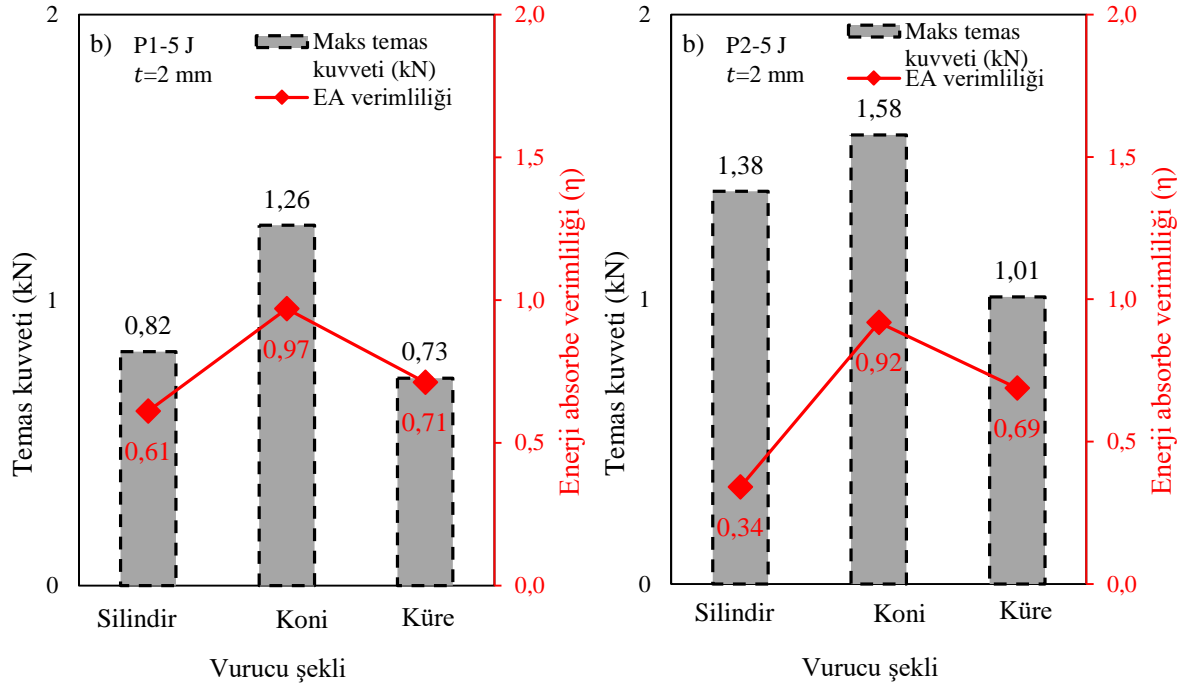 b) P1-5 J
t=2 mm
Maks temas
kuvveti (kN)
EA verimliliği
Temas kuvveti (kN)
2
1
0
0,82
1,26
0,73
0,61
0,97
0,71
2,0
1,5
1,0
0,5
0,0
Enerji absorbe verimliliği (η)
Silindir Koni Küre
Vurucu şekli
b) P2-5 J
t=2 mm
Maks temas
kuvveti (kN)
EA verimliliği
Temas kuvveti (kN)
2
1
0
1,38
1,58
1,01
0,34
0,92
0,69
2,0
1,5
1,0
0,5
0,0
Enerji absorbe verimliliği (η)
Silindir Koni Küre
Vurucu şekli